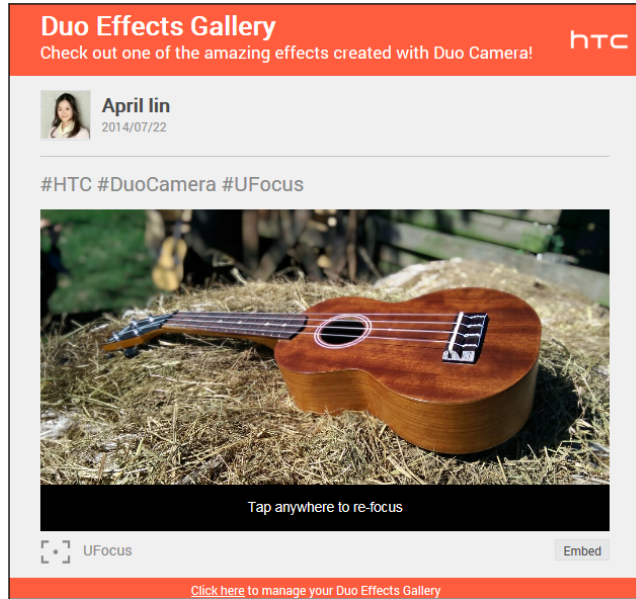 Duo Effects Gallery
Check out one of the amazing effects created with Duo Camera!
hTC
April lin
2014/07/22
#HTC #DuoCamera #UFocus
Tap anywhere to re-focus
UFocus
Embed
Click here to manage your Duo Effects Gallery